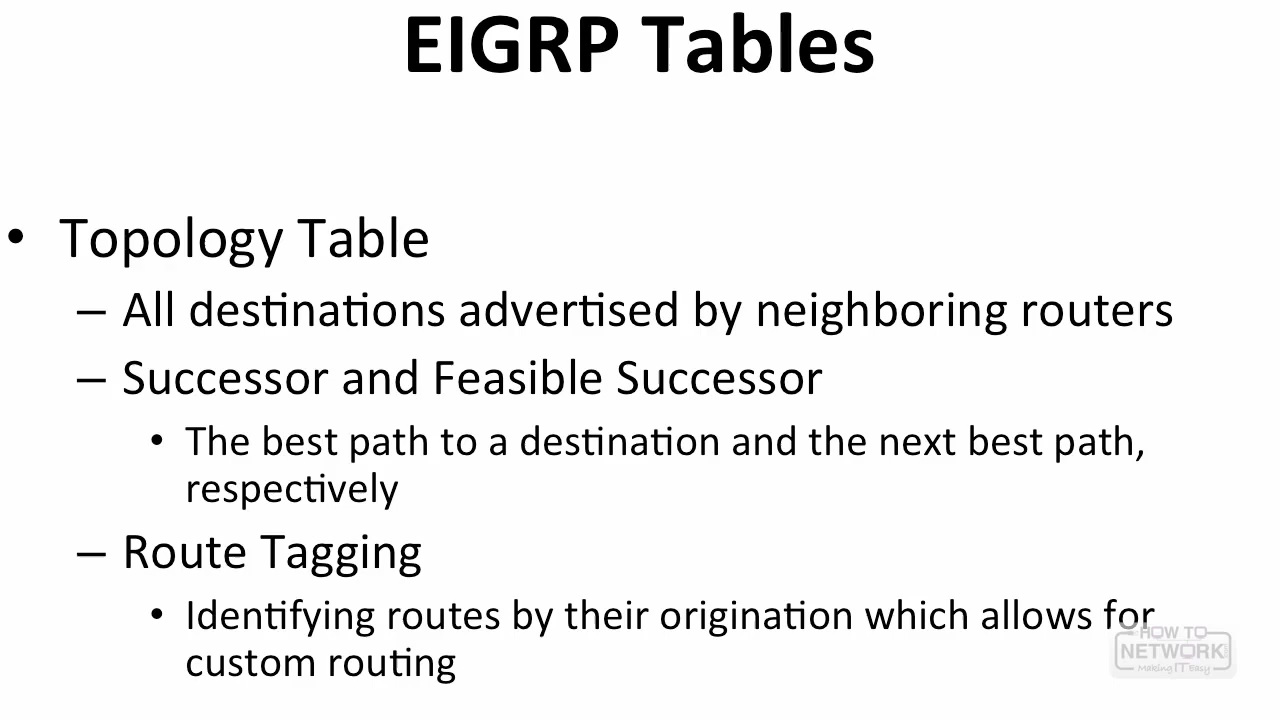 EIGRP Tables
• Topology Table
– All destinations advertised by neighboring routers
– Successor and Feasible Successor
• The best path to a destination and the next best path,
respectively
– Route Tagging
• Identifying routes by their origination which allows for
custom routing
HOW TO
NETWORK
Making IT Easy